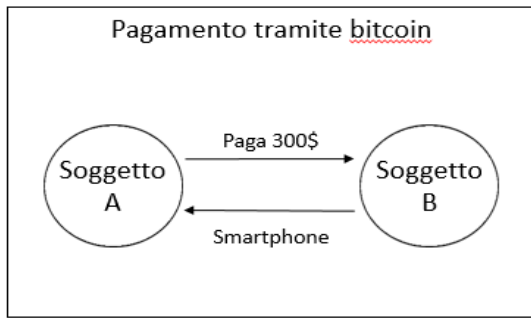 Pagamento tramite bitcoin
Paga 300$
Soggetto
A
Soggetto
B
Smartphone